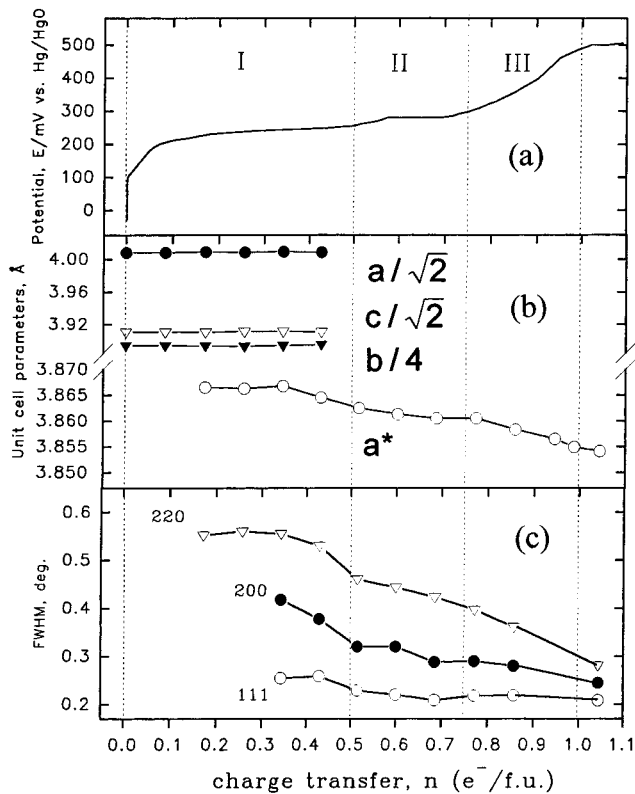 Potential, E/mV vs. Hg/HgO
500
400
300
200
100
0
I
II
III
(a)
Unit cell parameters, Å
4.00
3.96
3.92
3.870
3.865
3.860
3.855
3.850
a/√2
c/√2
b/4
a*
(b)
FWHM, deg.
0.6
0.5
0.4
0.3
0.2
220
200
111
(c)
0.0 0.1 0.2 0.3 0.4 0.5 0.6 0.7 0.8 0.9 1.0 1.1
charge transfer, n (e⁻/f.u.)